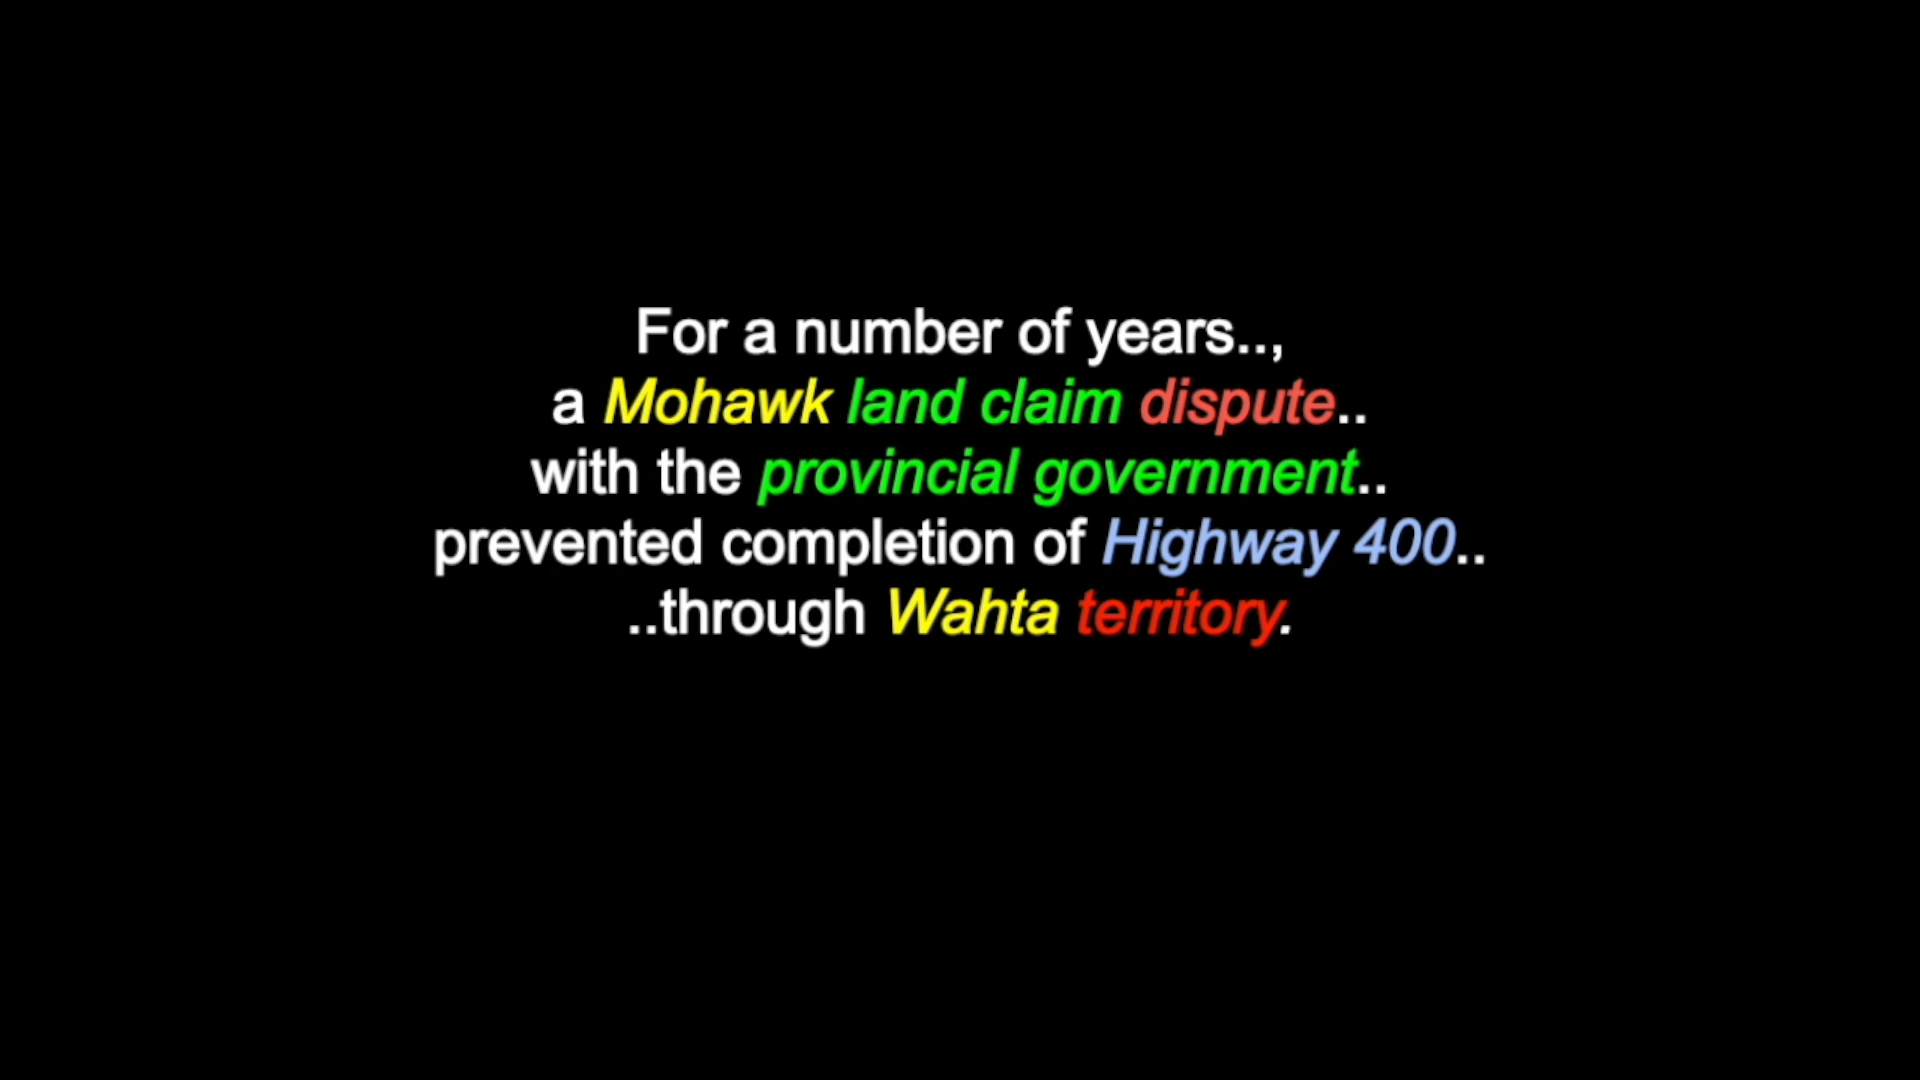 For a number of years..,
a Mohawk land claim dispute..
with the provincial government..
prevented completion of Highway 400..
..through Wahta territory.